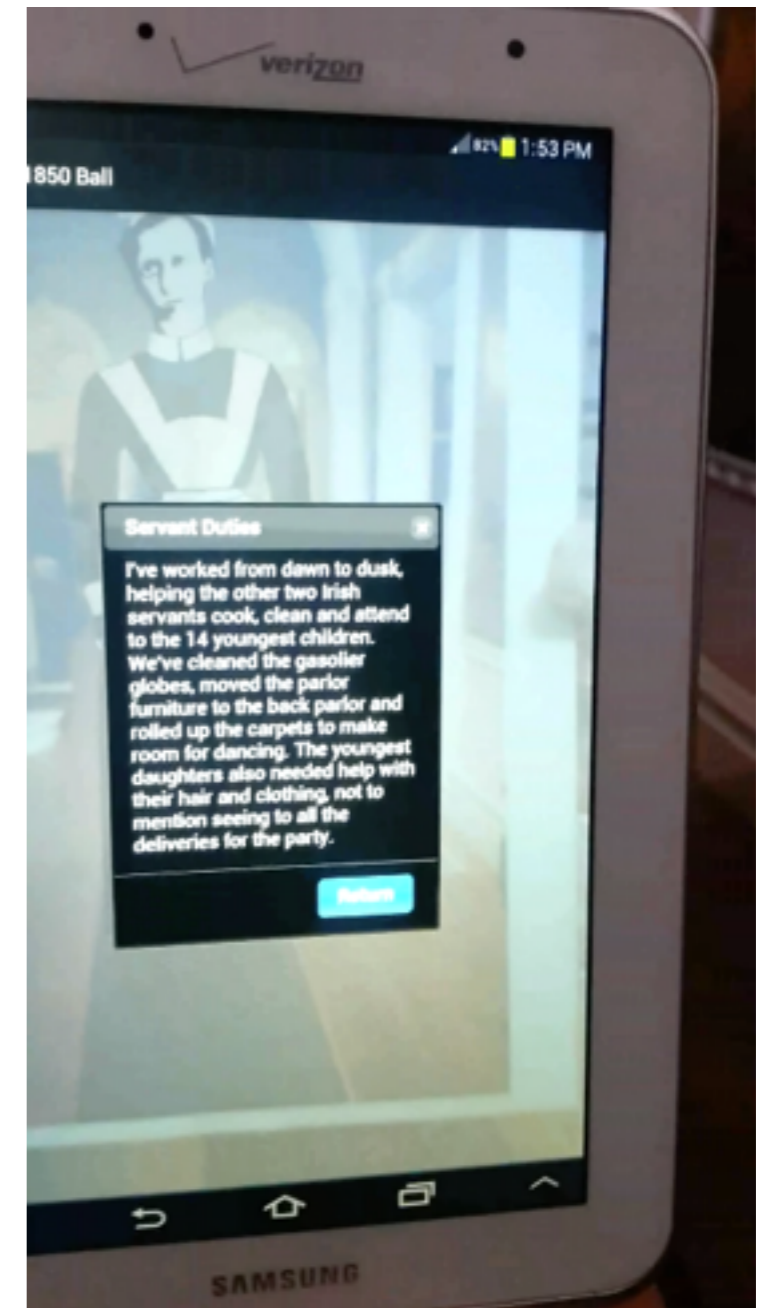 verizon
82% 1:53 PM
1850 Ball
Servant Duties
I've worked from dawn to dusk,
helping the other two Irish
servants cook, clean and attend
to the 14 youngest children.
We've cleaned the gasolier
globes, moved the parlor
furniture to the back parlor and
rolled up the carpets to make
room for dancing. The youngest
daughters also needed help with
their hair and clothing, not to
mention seeing to all the
deliveries for the party.
Return
SAMSUNG